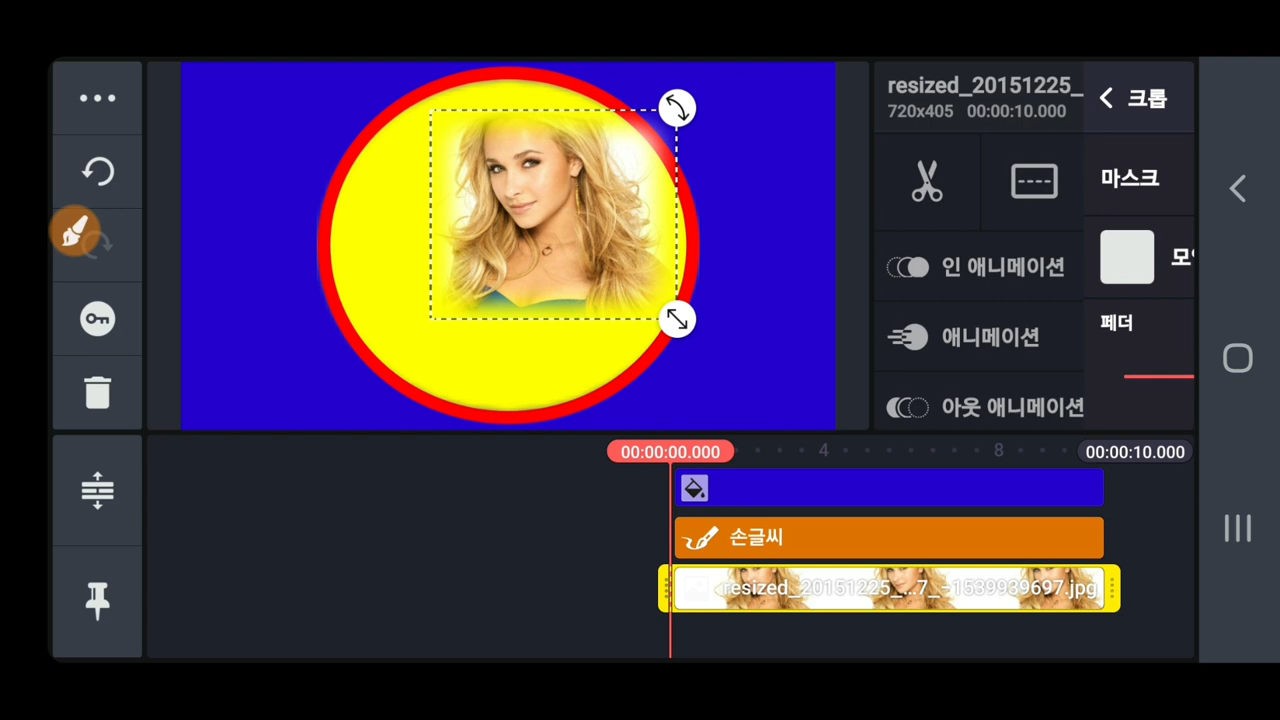 resized_20151225_
720x405 00:00:10.000
크롭
마스크
인 애니메이션
페더
애니메이션
아웃 애니메이션
00:00:00.000 4 8 00:00:10.000
손글씨
resized_20151225_...7_-1539939697.jpg